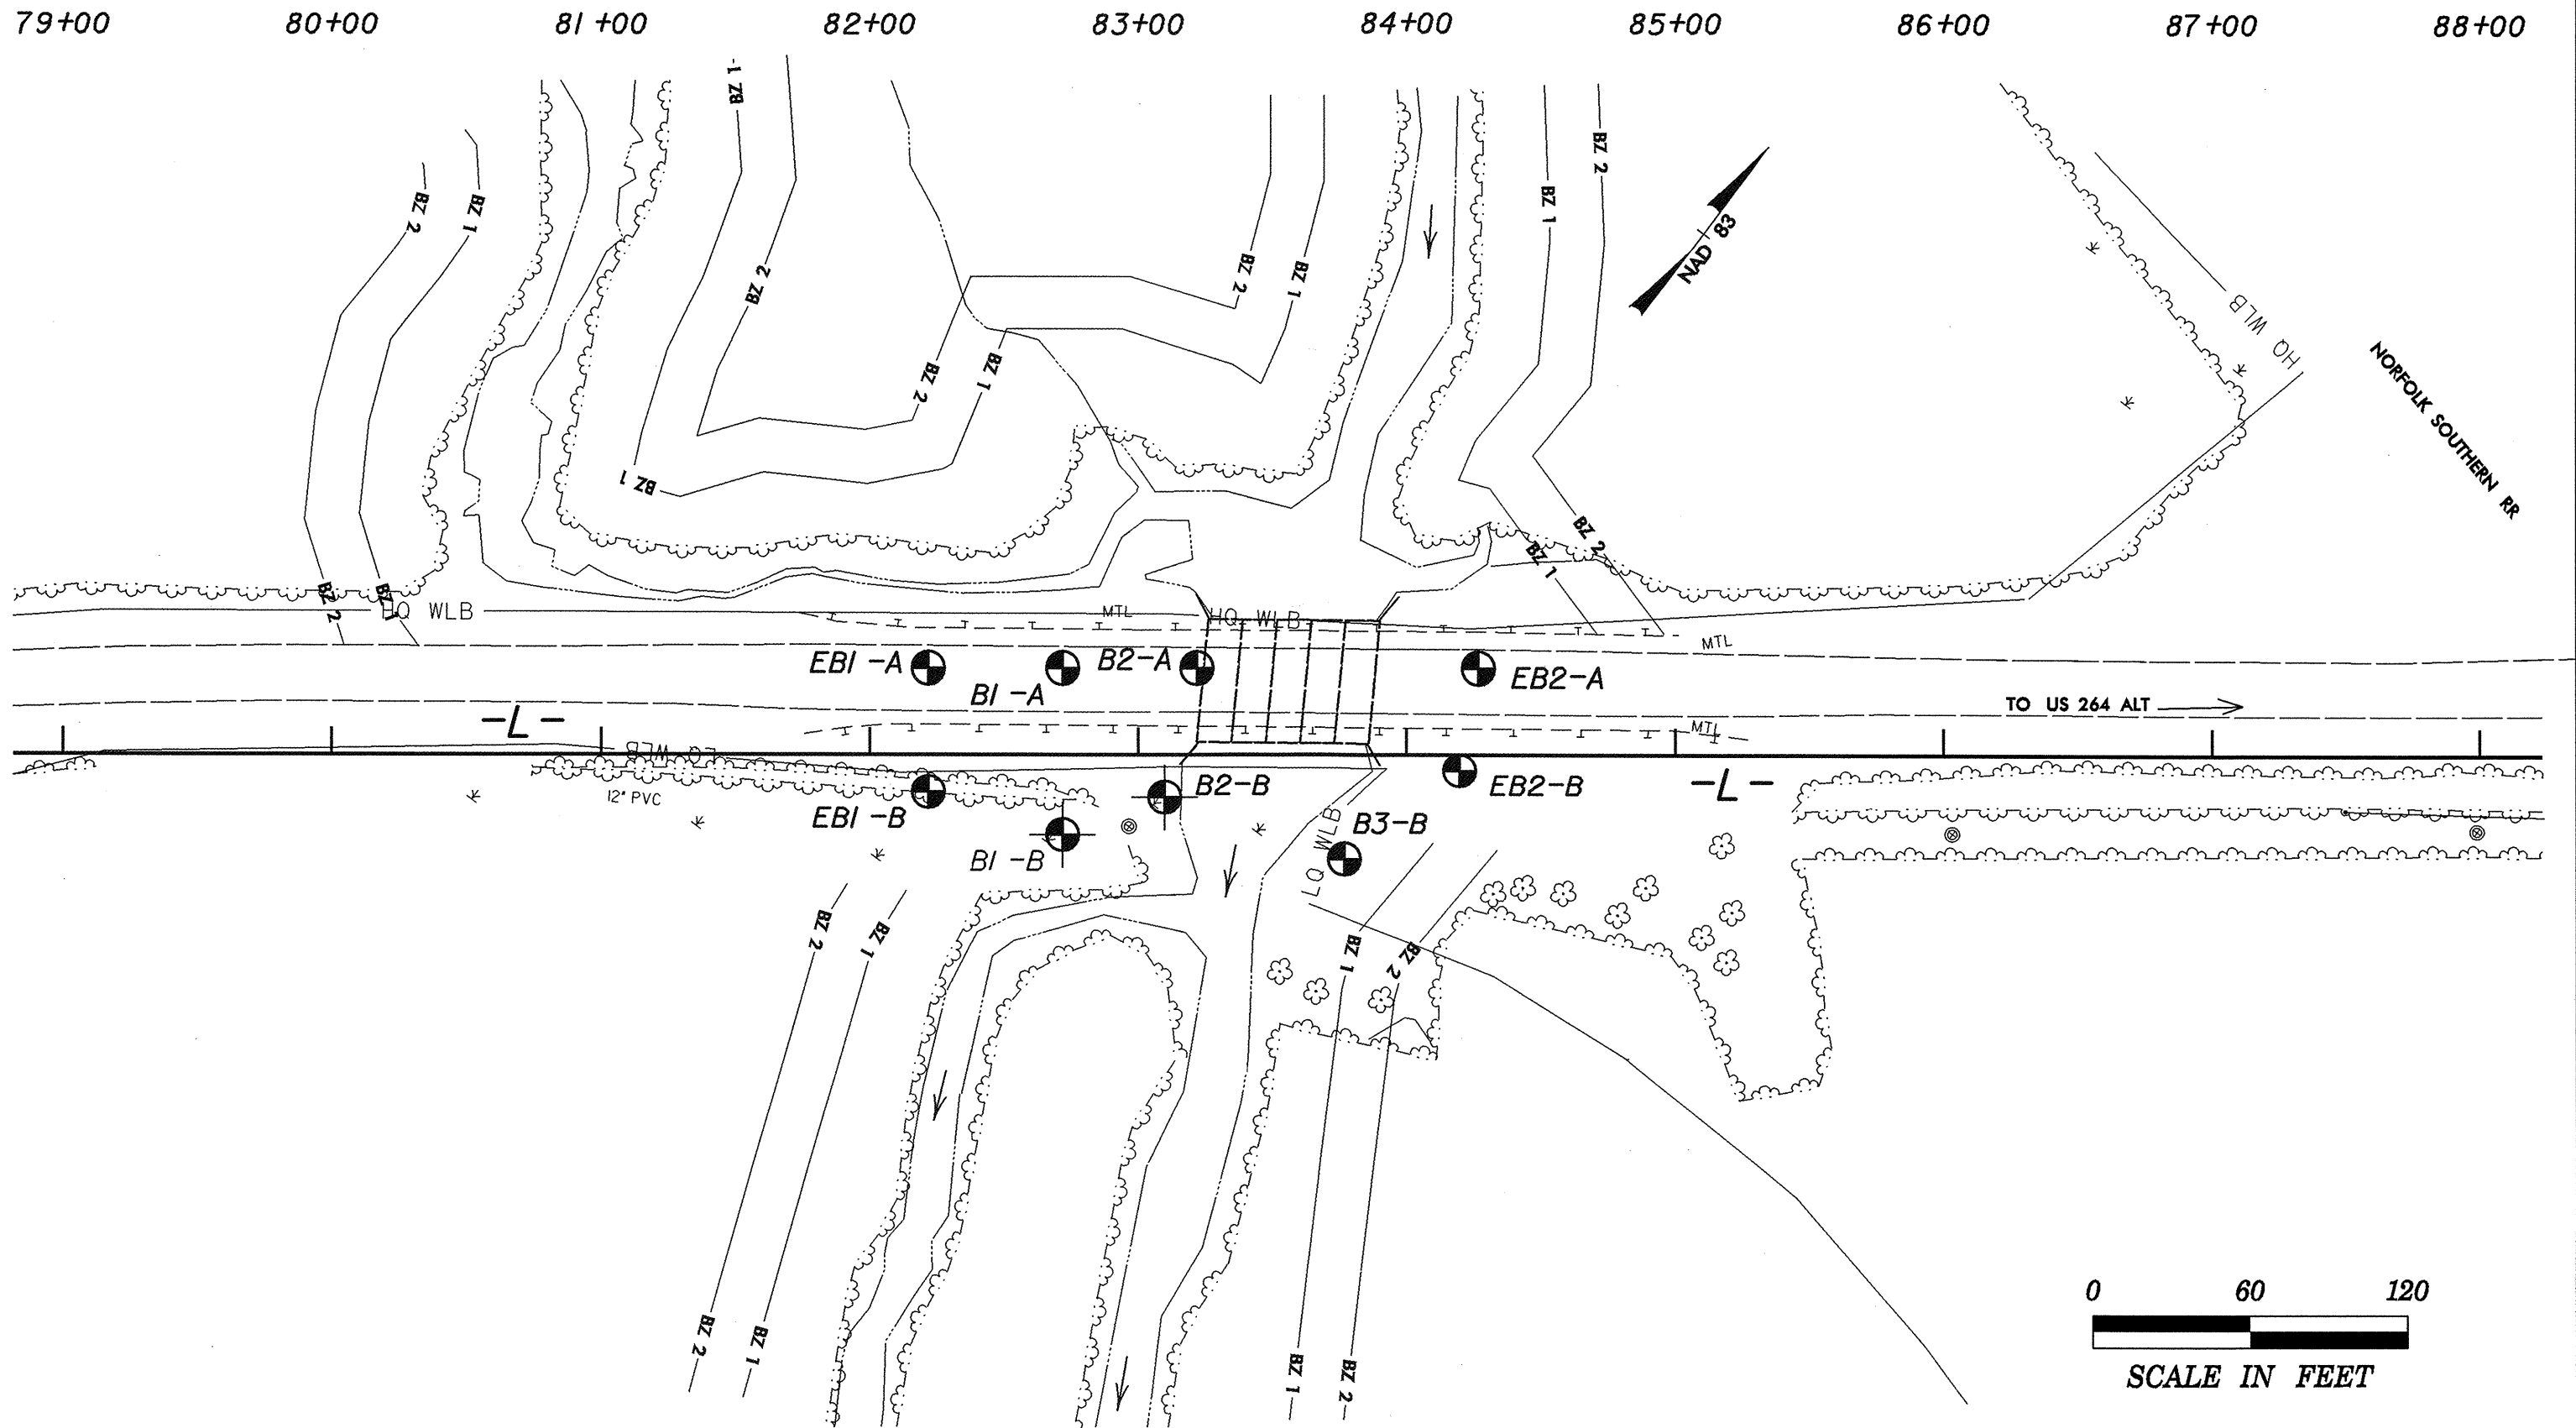 79+00 80+00 81+00 82+00 83+00 84+00 85+00 86+00 87+00 88+00
BZ 1
BZ 2
BZ 2
BZ 1
BZ 1
NAD 83
BZ 2
BZ 2
BZ 1
HQ WLB
BZ 2
BZ 1
NORFOLK SOUTHERN RR
BZ 1
BZ 2
BZ 1
BZ 2
BZ 1
HQ WLB
MTL
HQ WLB
MTL
EB1-A
B1-A
B2-A
EB2-A
TO US 264 ALT
-L-
MTL
LQ WLB
12" PVC
EB1-B
B2-B
EB2-B
-L-
B1-B
LQ WLB
B3-B
BZ 2
BZ 1
BZ 1
BZ 2
0 60 120
SCALE IN FEET
BZ 2
BZ 1
BZ 1
BZ 2